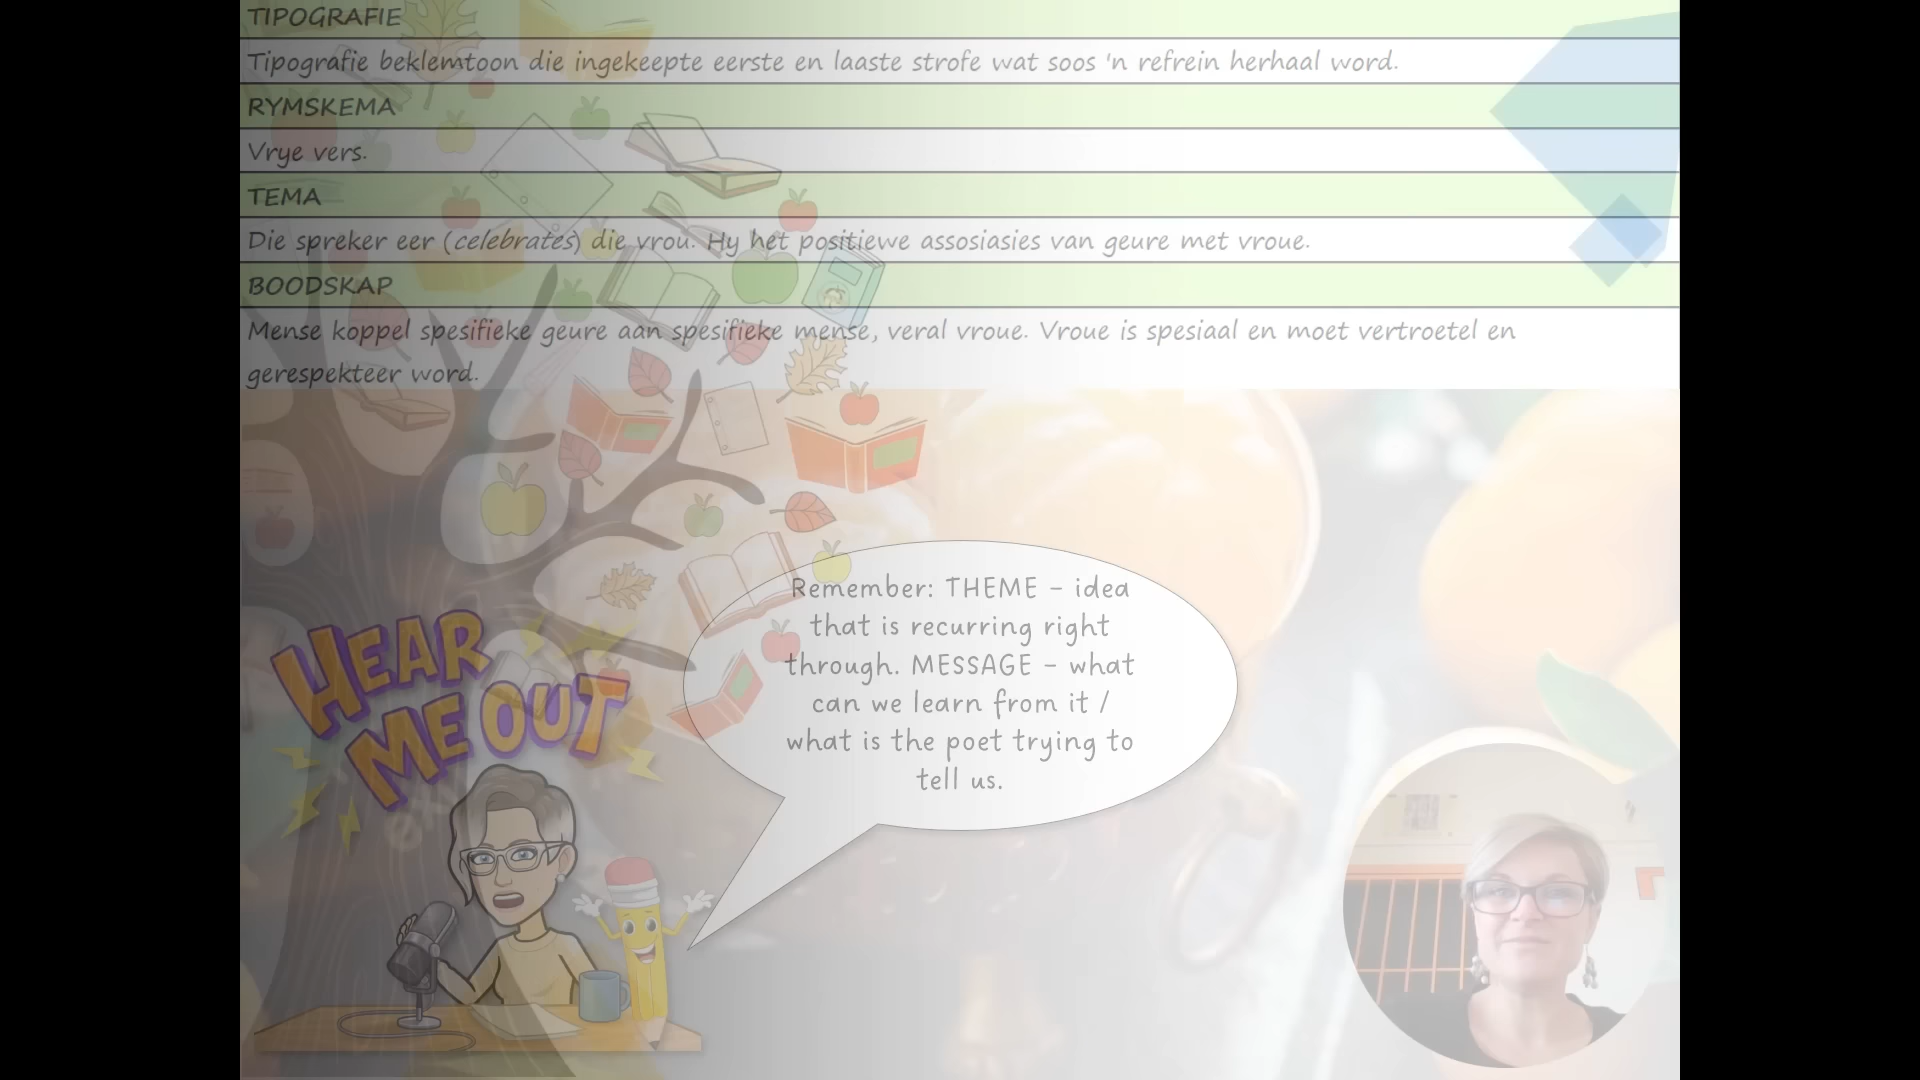 TIPOGRAFIE
Tipografie beklemtoon die ingekeepte eerste en laaste strofe wat soos 'n refrein herhaal word.
RYMSKEMA
Vrye vers.
TEMA
Die spreker eer (celebrates) die vrou. Hy het positiewe assosiasies van geure met vroue.
BOODSKAP
Mense koppel spesifieke geure aan spesifieke mense, veral vroue. Vroue is spesiaal en moet vertroetel en
gerespekteer word.
Remember: THEME – idea
that is recurring right
through. MESSAGE – what
can we learn from it /
what is the poet trying to
tell us.
HEAR
ME OUT